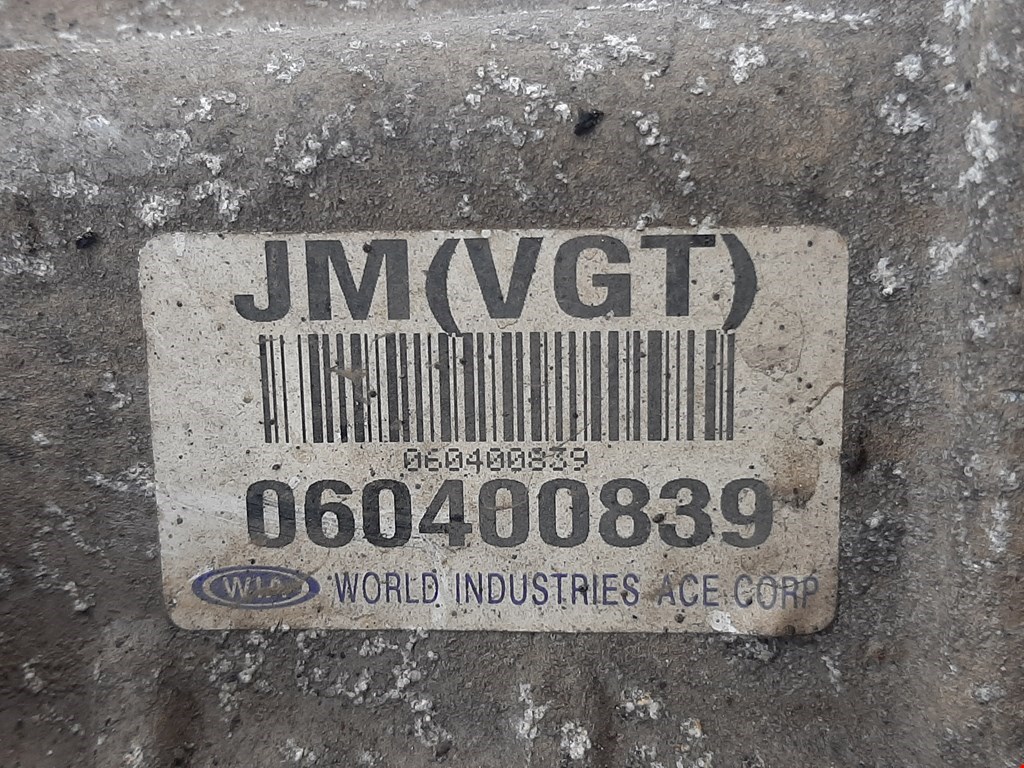 JM(VGT)
060400839
060400839
WIA WORLD INDUSTRIES ACE CORP